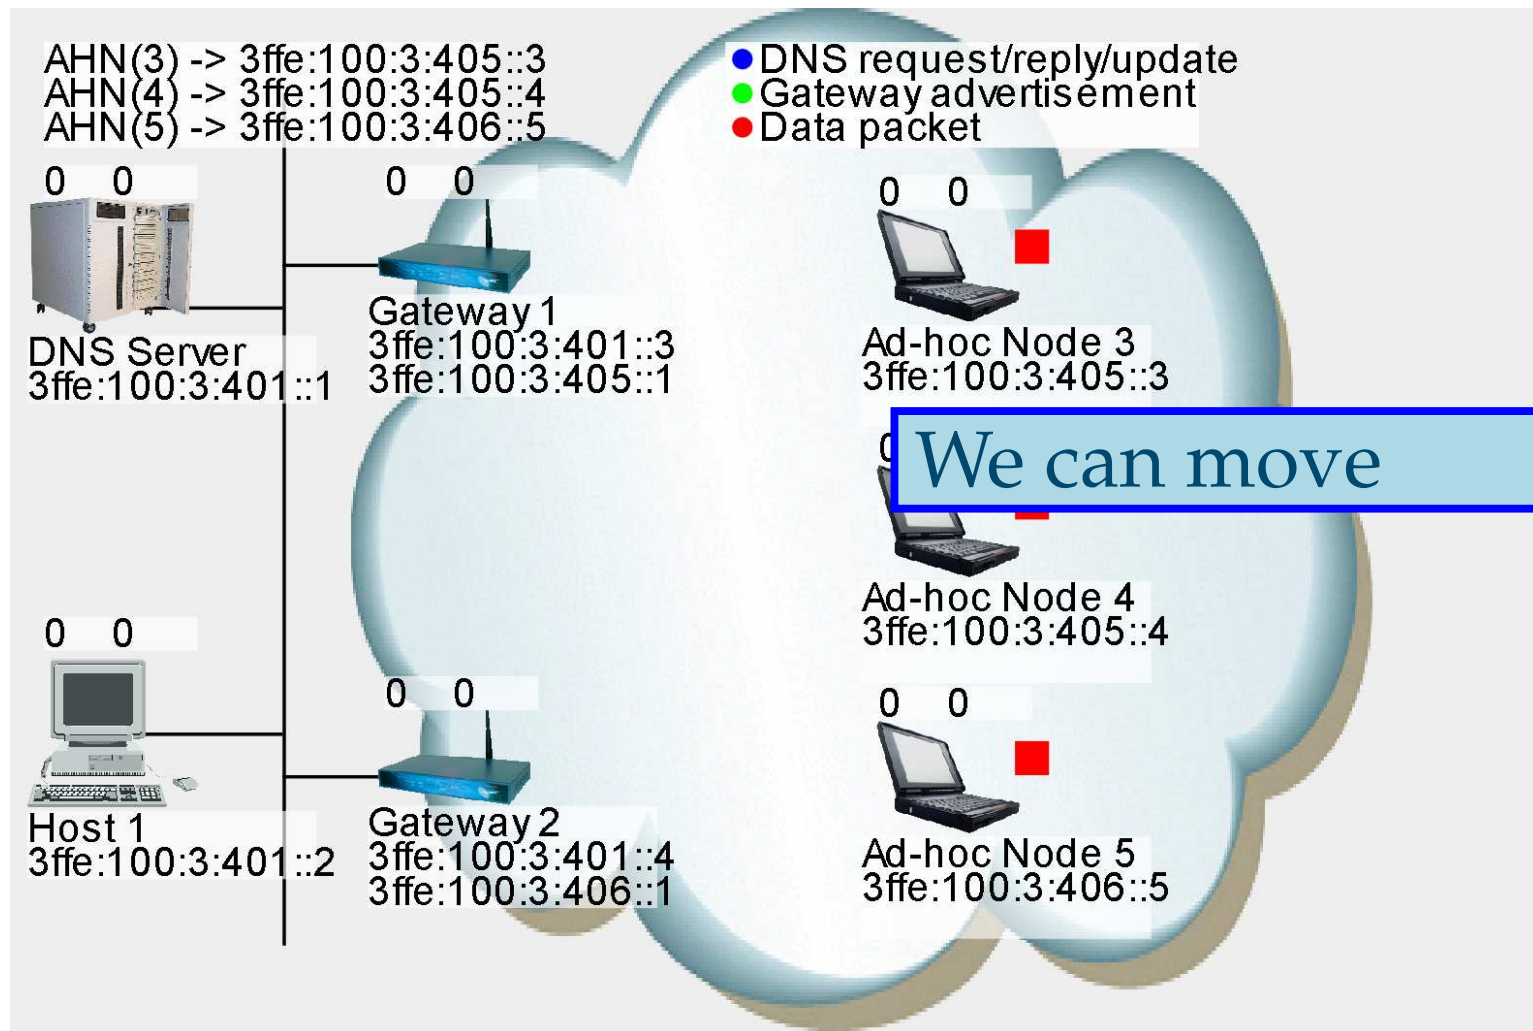 AHN(3) -> 3ffe:100:3:405::3
AHN(4) -> 3ffe:100:3:405::4
AHN(5) -> 3ffe:100:3:406::5
DNS request/reply/update
Gateway advertisement
Data packet
0 0
DNS Server
3ffe:100:3:401::1
0 0
Gateway 1
3ffe:100:3:401::3
3ffe:100:3:405::1
0 0
Ad-hoc Node 3
3ffe:100:3:405::3
We can move
Ad-hoc Node 4
3ffe:100:3:405::4
0 0
Host 1
3ffe:100:3:401::2
0 0
Gateway 2
3ffe:100:3:401::4
3ffe:100:3:406::1
0 0
Ad-hoc Node 5
3ffe:100:3:406::5